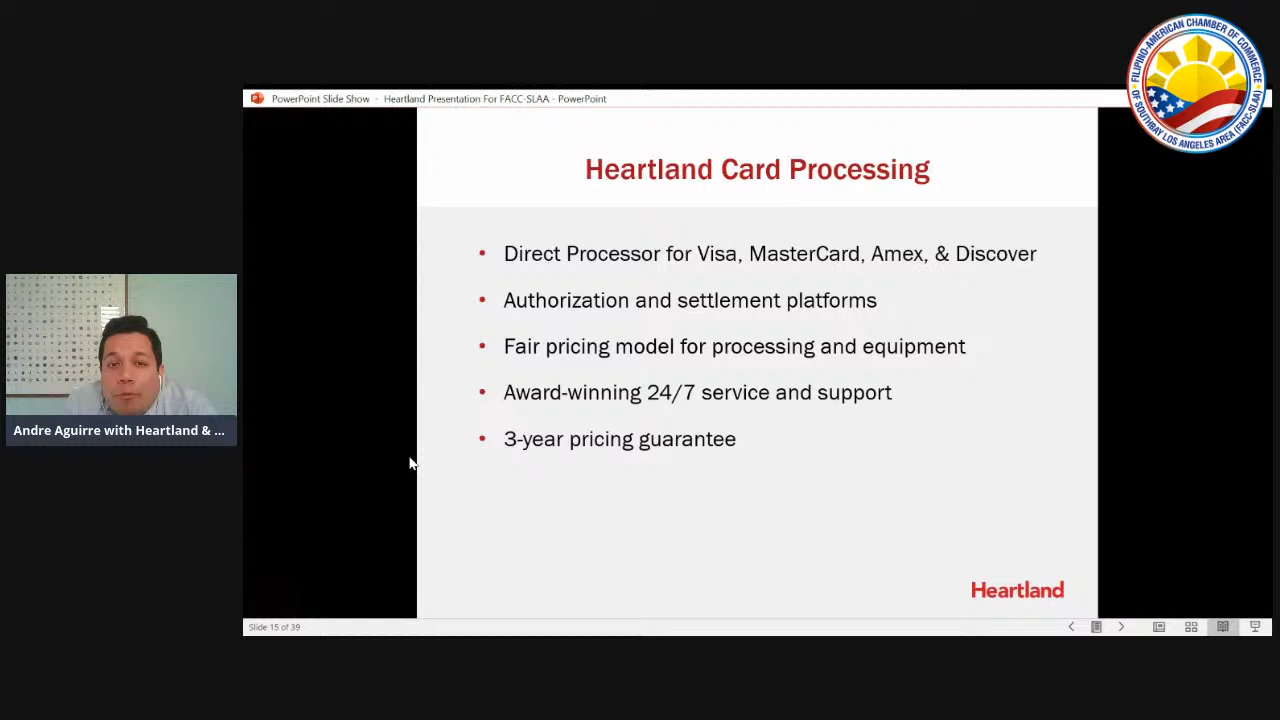 FILIPINO-AMERICAN CHAMBER OF COMMERCE
OF SOUTHBAY LOS ANGELES AREA (FACC-SLAA)
PowerPoint Slide Show - Heartland Presentation For FACC-SLAA - PowerPoint
Heartland Card Processing
• Direct Processor for Visa, MasterCard, Amex, & Discover
• Authorization and settlement platforms
• Fair pricing model for processing and equipment
• Award-winning 24/7 service and support
• 3-year pricing guarantee
Andre Aguirre with Heartland & ...
Heartland
Slide 15 of 39